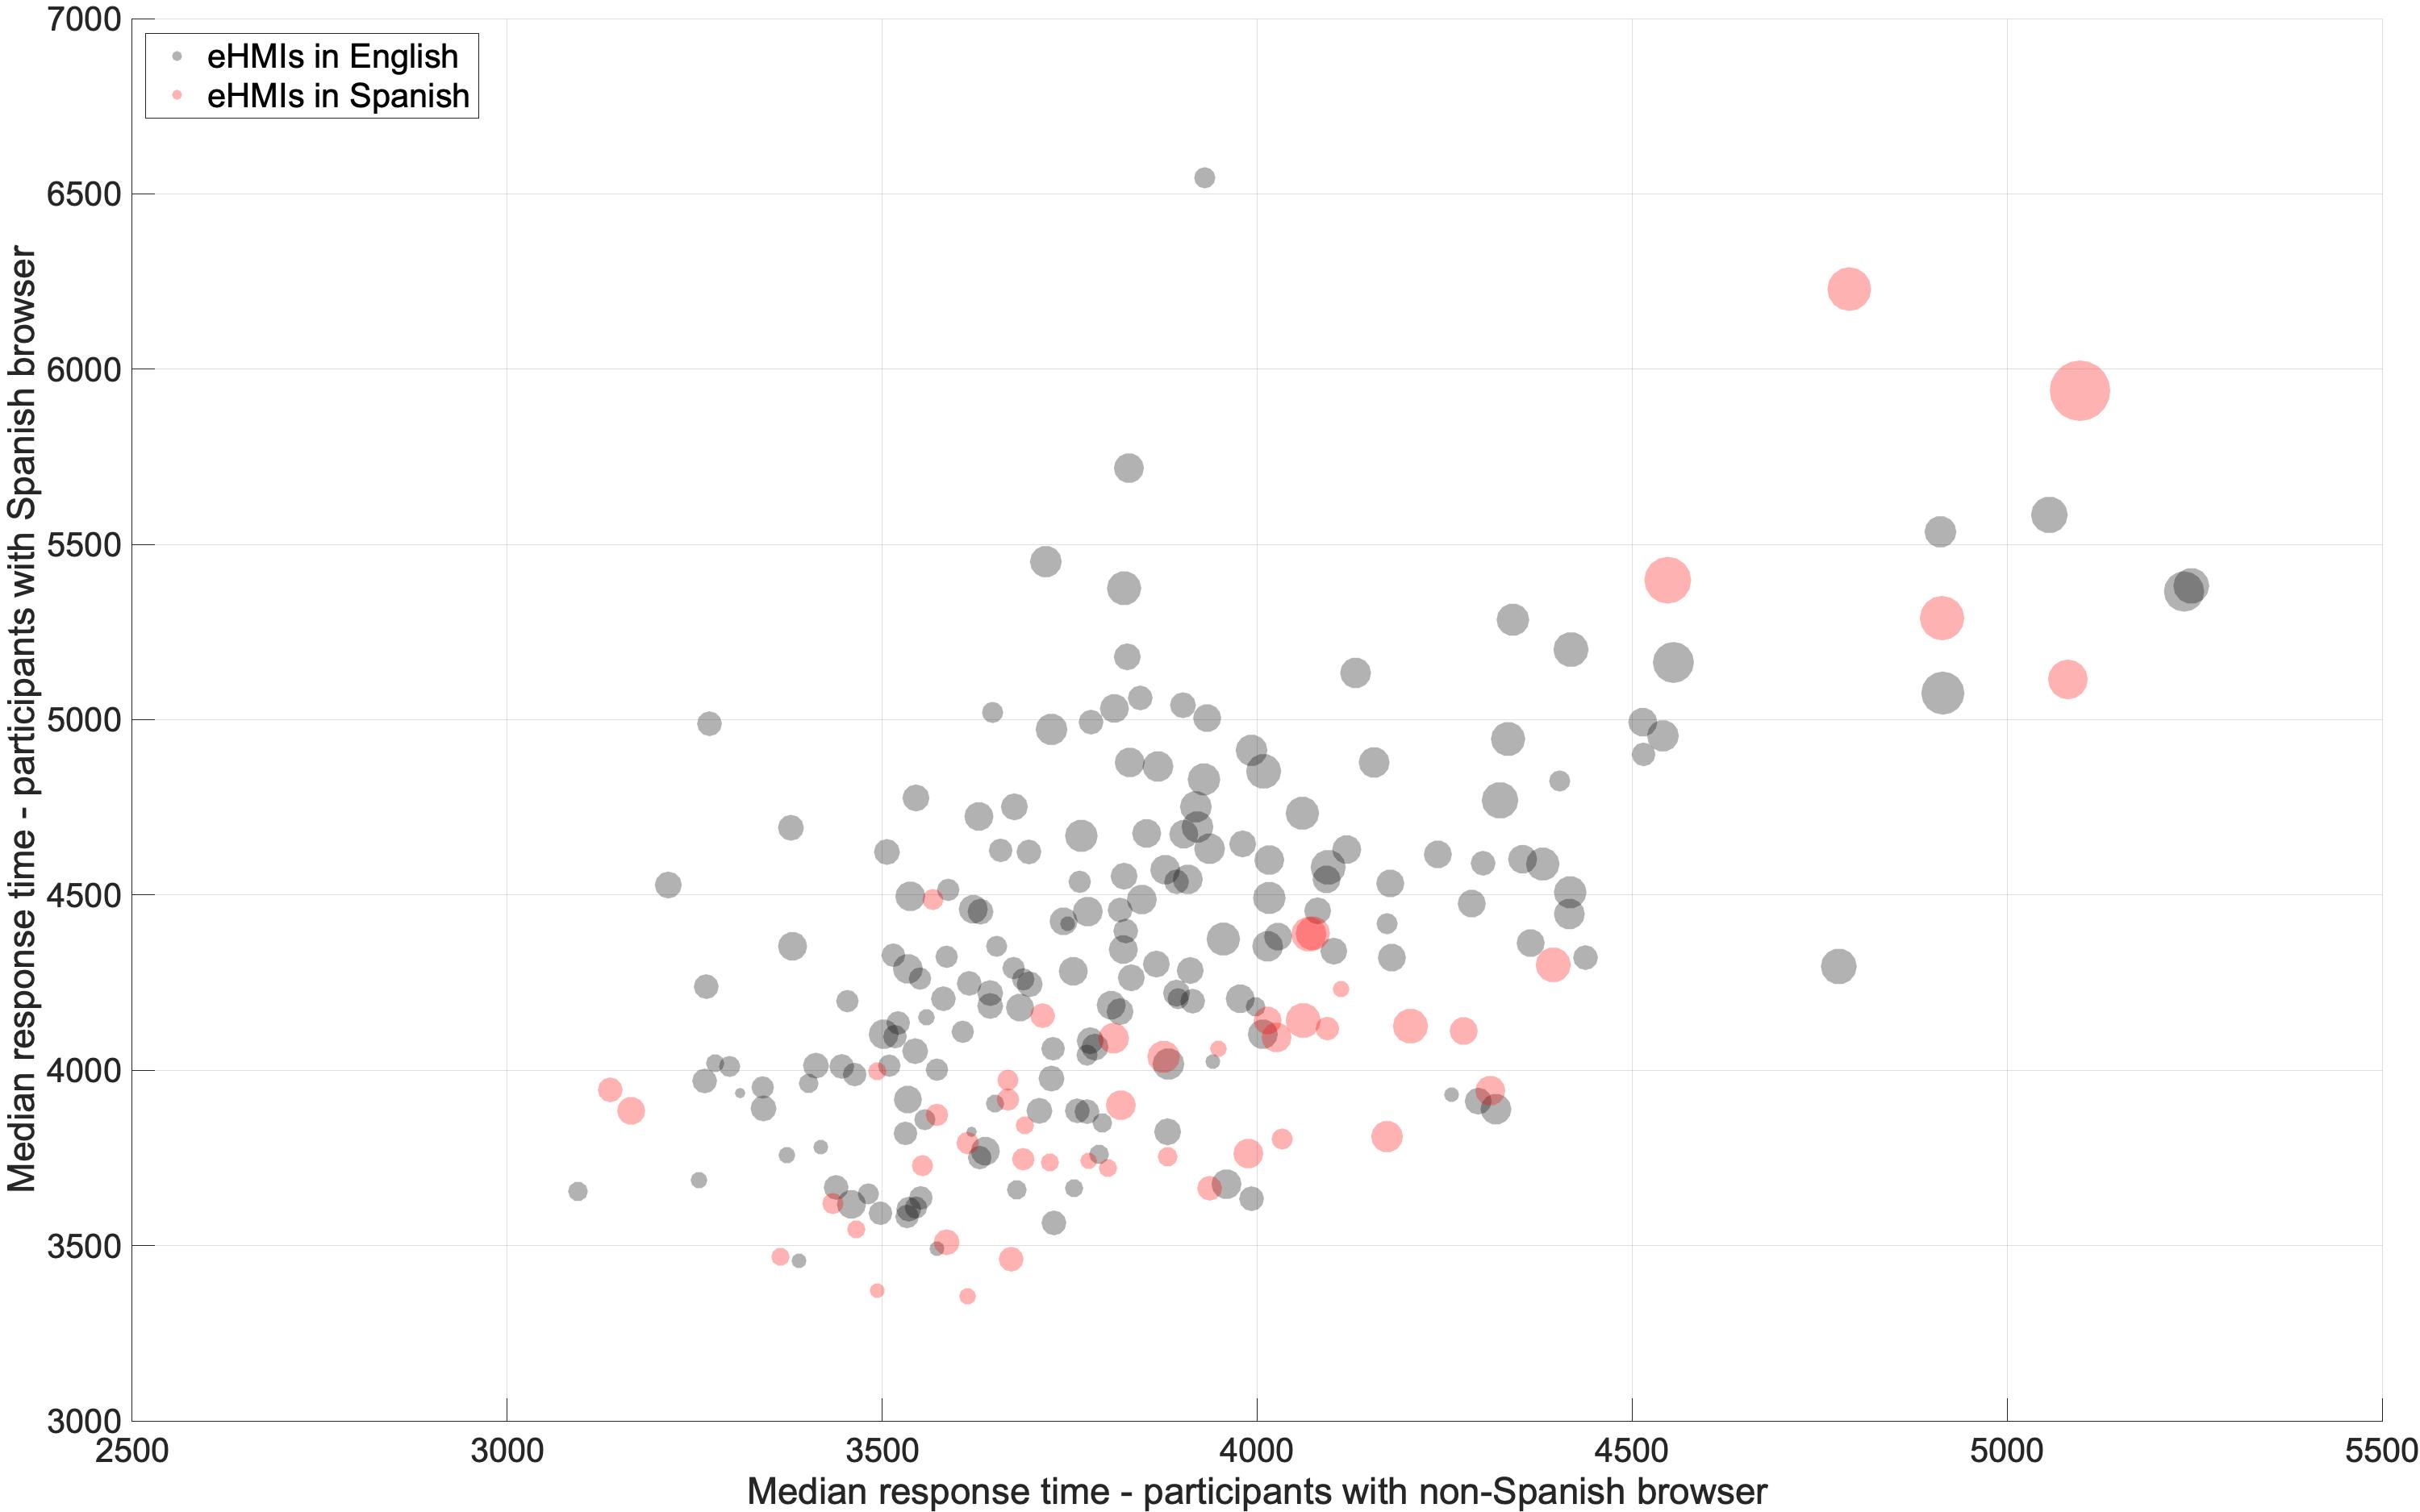 7000
6500
6000
5500
5000
4500
4000
3500
3000
eHMIs in English
eHMIs in Spanish
Median response time - participants with Spanish browser
2500 3000 3500 4000 4500 5000 5500
Median response time - participants with non-Spanish browser